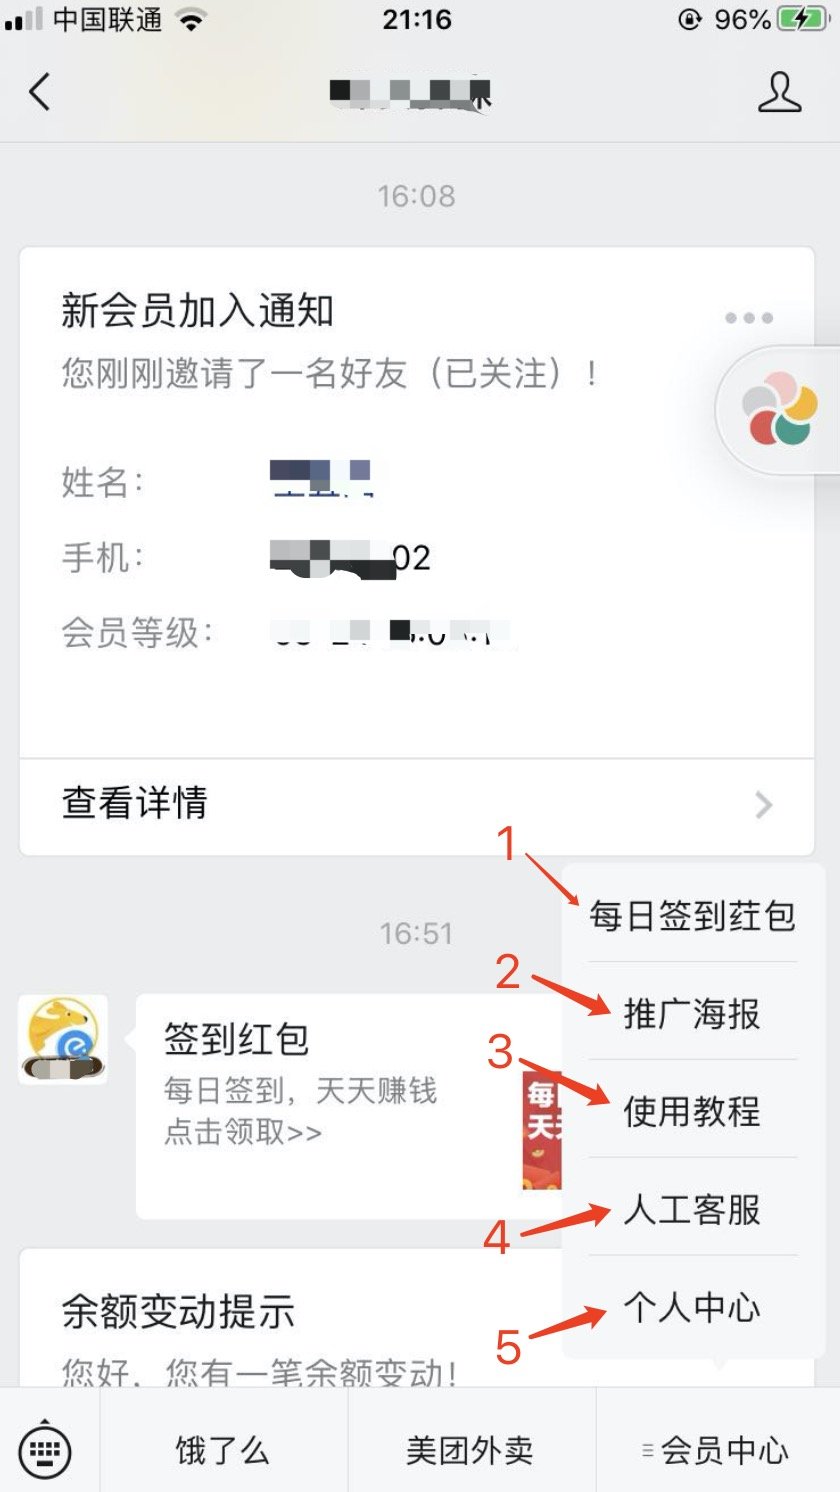 中国联通
21:16
96%
16:08
新会员加入通知
您刚刚邀请了一名好友（已关注）！
姓名：
手机：
02
会员等级：
查看详情
16:51
签到红包
每日签到，天天赚钱
点击领取>>
每
天天
1
每日签到荭包
2
推广海报
3
使用教程
4
人工客服
5
个人中心
余额变动提示
您好，您有一笔余额变动！
饿了么
美团外卖
会员中心